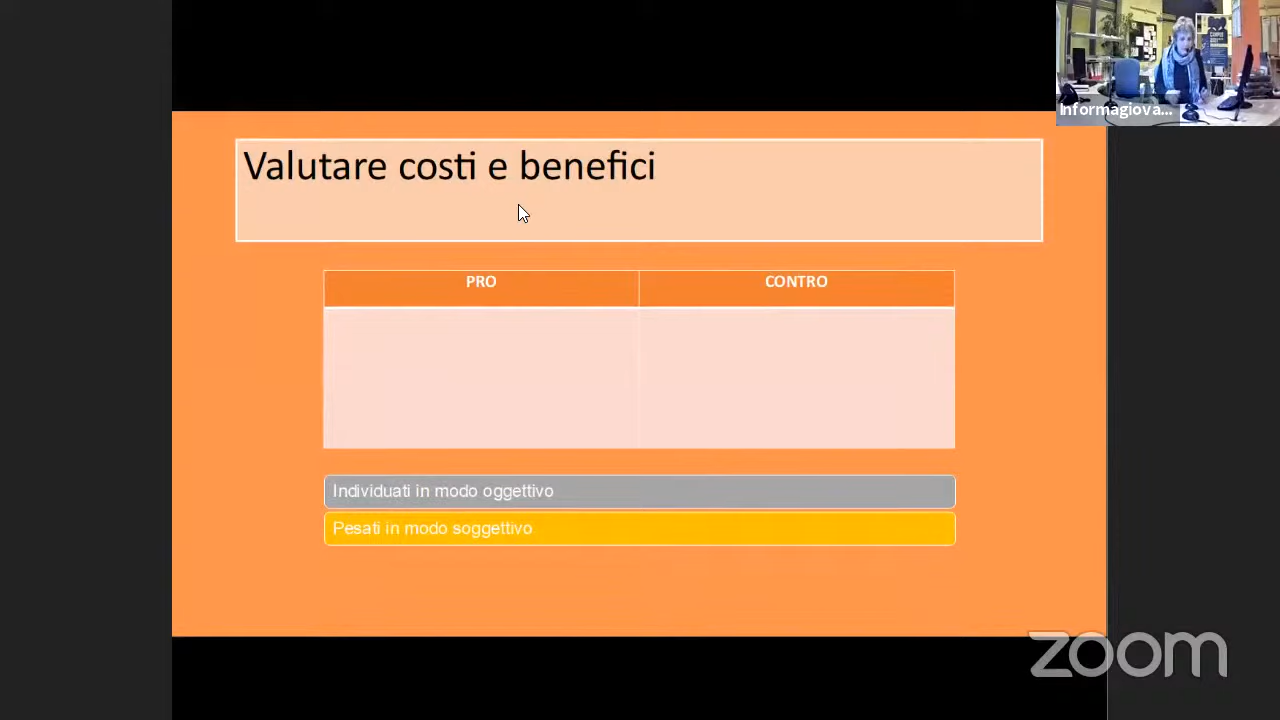 Informagiova...
Valutare costi e benefici
PRO
CONTRO
Individuati in modo oggettivo
Pesati in modo soggettivo
zoom